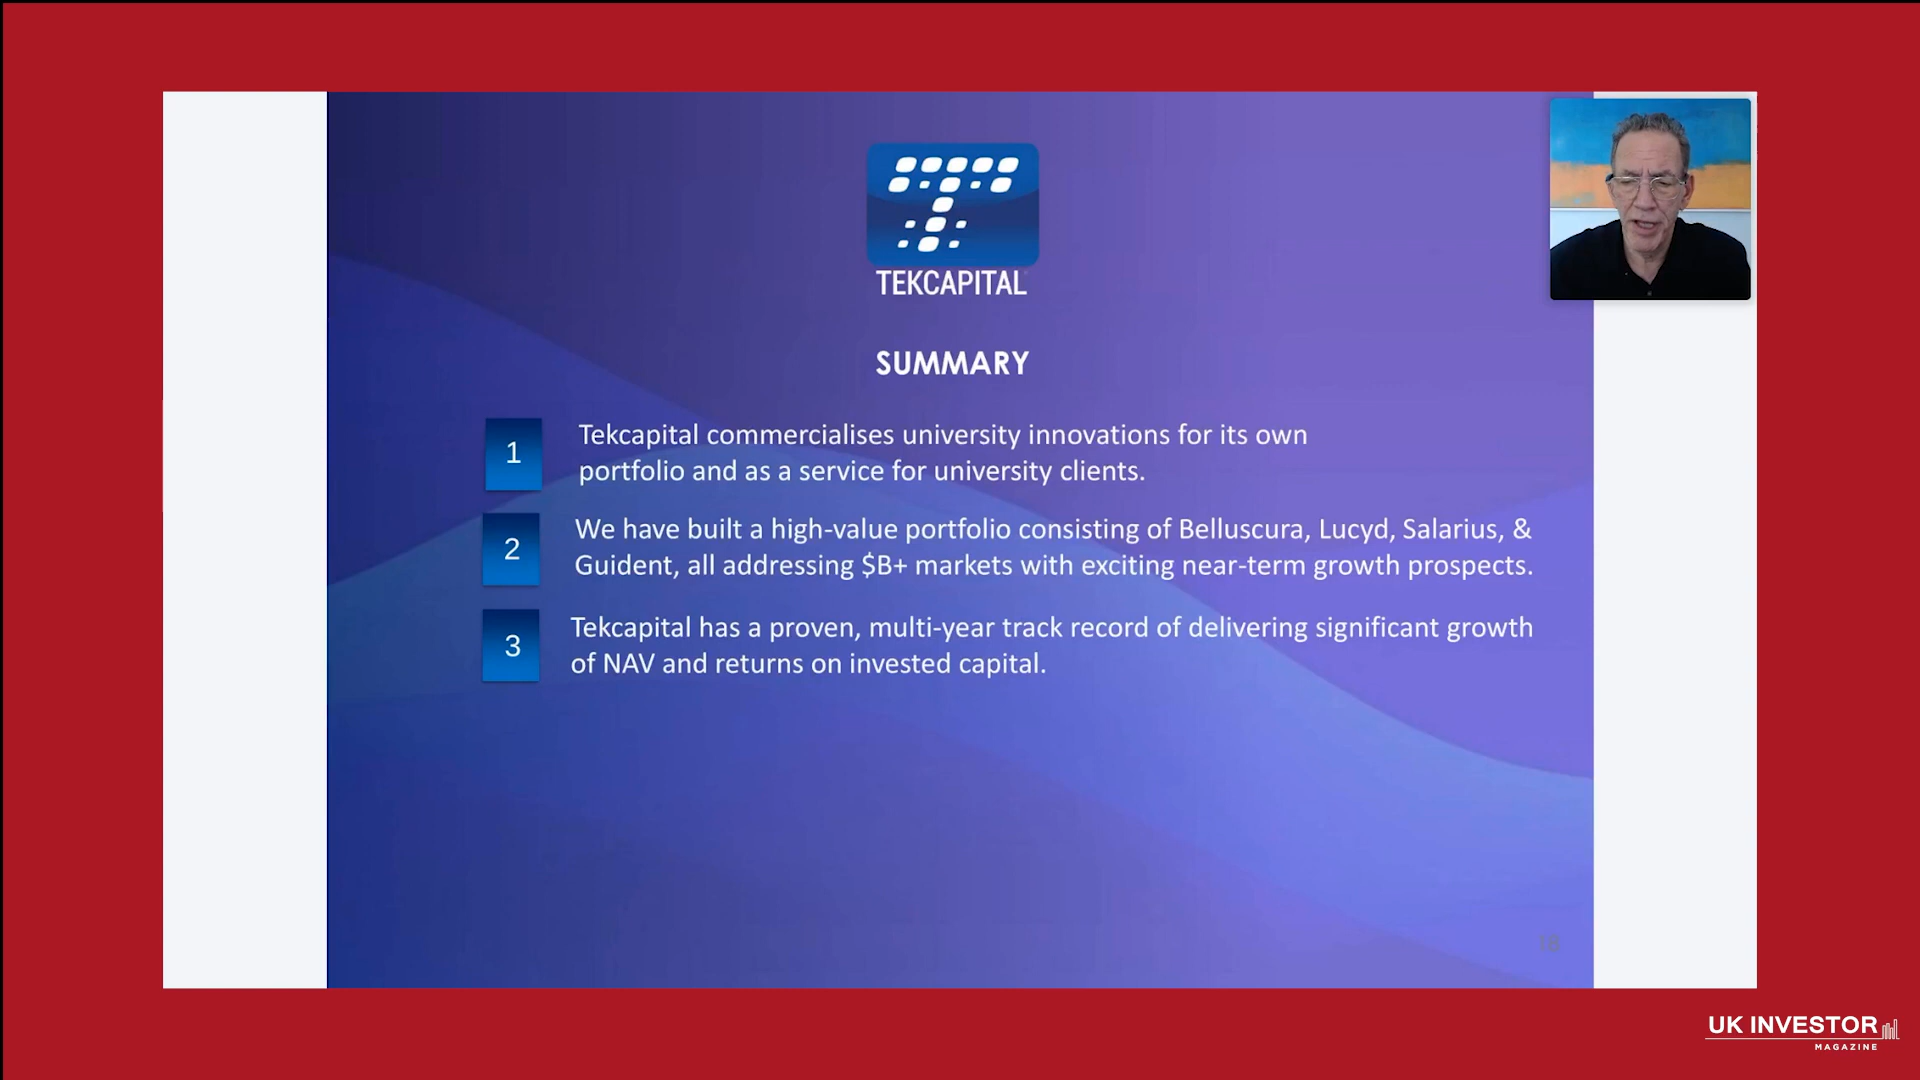 TEKCAPITAL
SUMMARY
1
Tekcapital commercialises university innovations for its own
portfolio and as a service for university clients.
2
We have built a high-value portfolio consisting of Belluscura, Lucyd, Salarius, &
Guident, all addressing $B+ markets with exciting near-term growth prospects.
3
Tekcapital has a proven, multi-year track record of delivering significant growth
of NAV and returns on invested capital.
UK INVESTOR
MAGAZINE